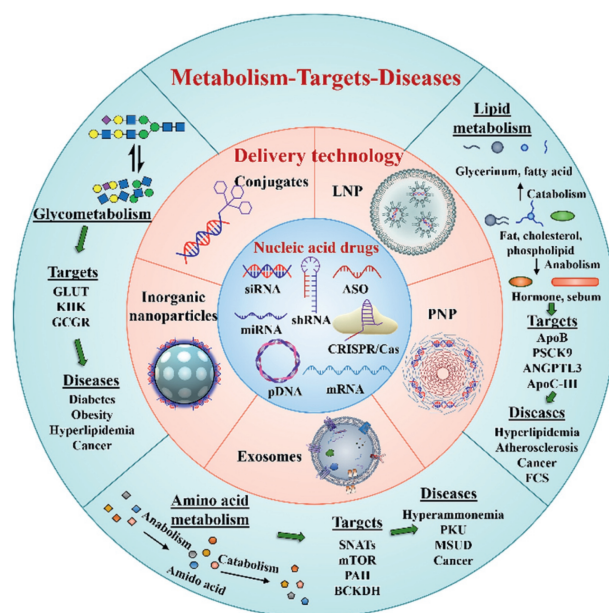 Metabolism-Targets-Diseases
Delivery technology
Conjugates
LNP
Inorganic
nanoparticles
PNP
Exosomes
Nucleic acid drugs
siRNA
shRNA
ASO
miRNA
CRISPR/Cas
pDNA
mRNA
Glycometabolism
Targets
GLUT
KHK
GCGR
Diseases
Diabetes
Obesity
Hyperlipidemia
Cancer
Lipid
metabolism
Glycerinum, fatty acid
Catabolism
Fat, cholesterol,
phospholipid
Anabolism
Hormone, sebum
Targets
ApoB
PSCK9
ANGPTL3
ApoC-III
Diseases
Hyperlipidemia
Atherosclerosis
Cancer
FCS
Amino acid
metabolism
Anabolism
Amido acid
Catabolism
Targets
SNATs
mTOR
PAH
BCKDH
Diseases
Hyperammonemia
PKU
MSUD
Cancer